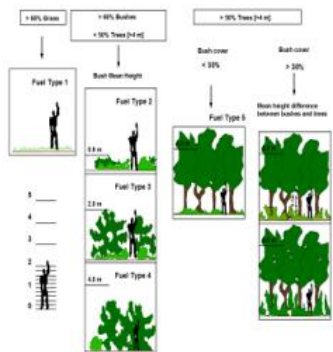 > 60% Grass
> 60% Bushes
< 50% Trees [>4 m]
> 50% Trees [>4 m]
Bush Mean Height
Bush cover
< 30%
Bush cover
> 30%
Mean height difference
between bushes and trees
Fuel Type 1
Fuel Type 2
0.6 m
Fuel Type 3
2.0 m
Fuel Type 4
4.0 m
Fuel Type 5
5
4
3
2
1
0